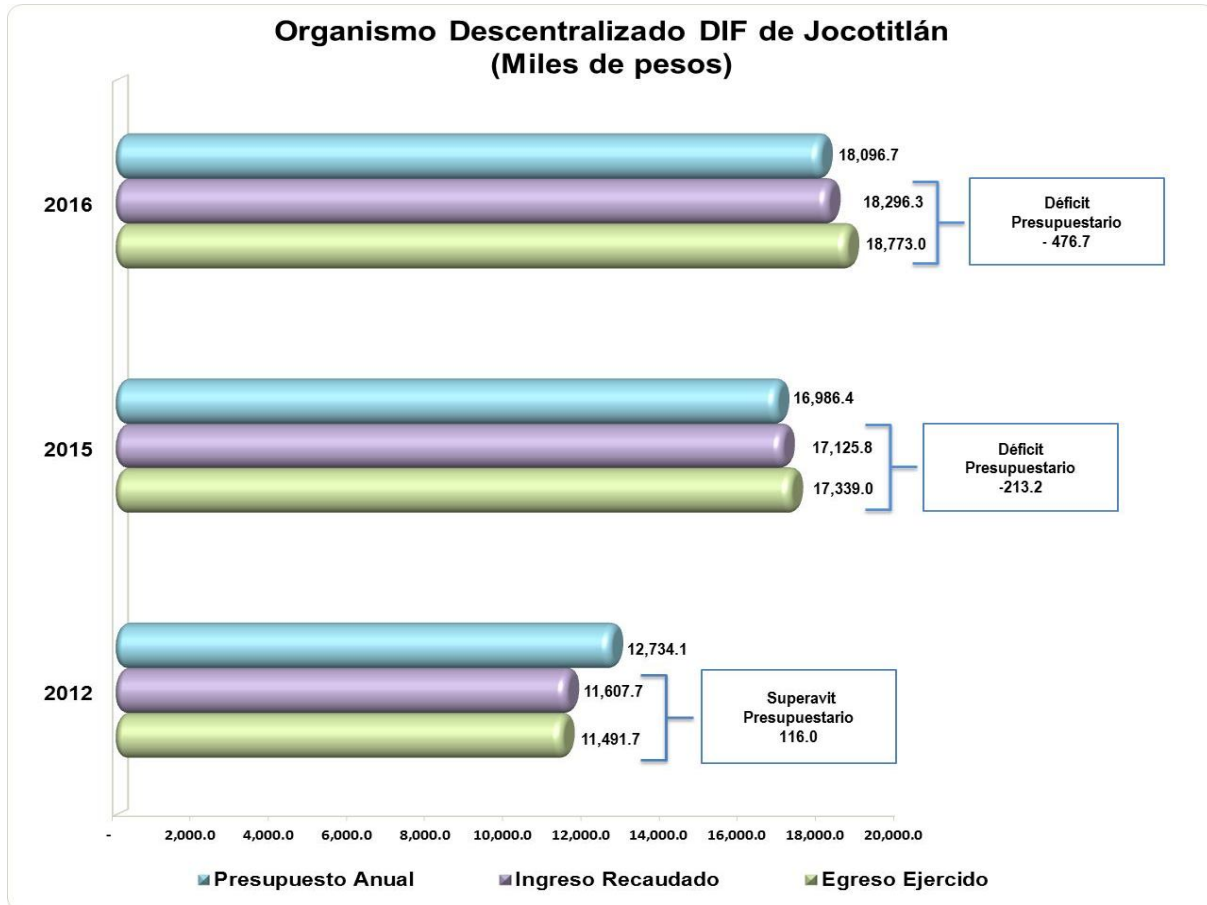 Organismo Descentralizado DIF de Jocotitlán
(Miles de pesos)
2016
18,096.7
18,296.3
18,773.0
Déficit
Presupuestario
- 476.7
2015
16,986.4
17,125.8
17,339.0
Déficit
Presupuestario
-213.2
2012
12,734.1
11,607.7
11,491.7
Superavit
Presupuestario
116.0
- 2,000.0 4,000.0 6,000.0 8,000.0 10,000.0 12,000.0 14,000.0 16,000.0 18,000.0 20,000.0
Presupuesto Anual Ingreso Recaudado Egreso Ejercido